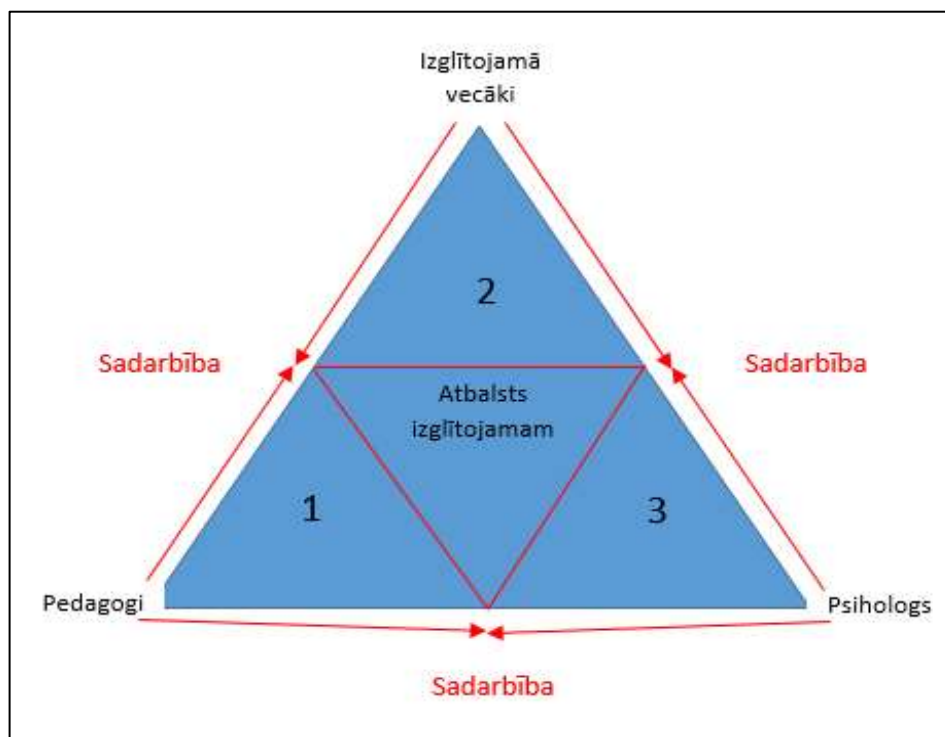 Izglītojamā
vecāki
2
Sadarbība
Sadarbība
Atbalsts
izglītojamam
1
3
Pedagogi
Psihologs
Sadarbība